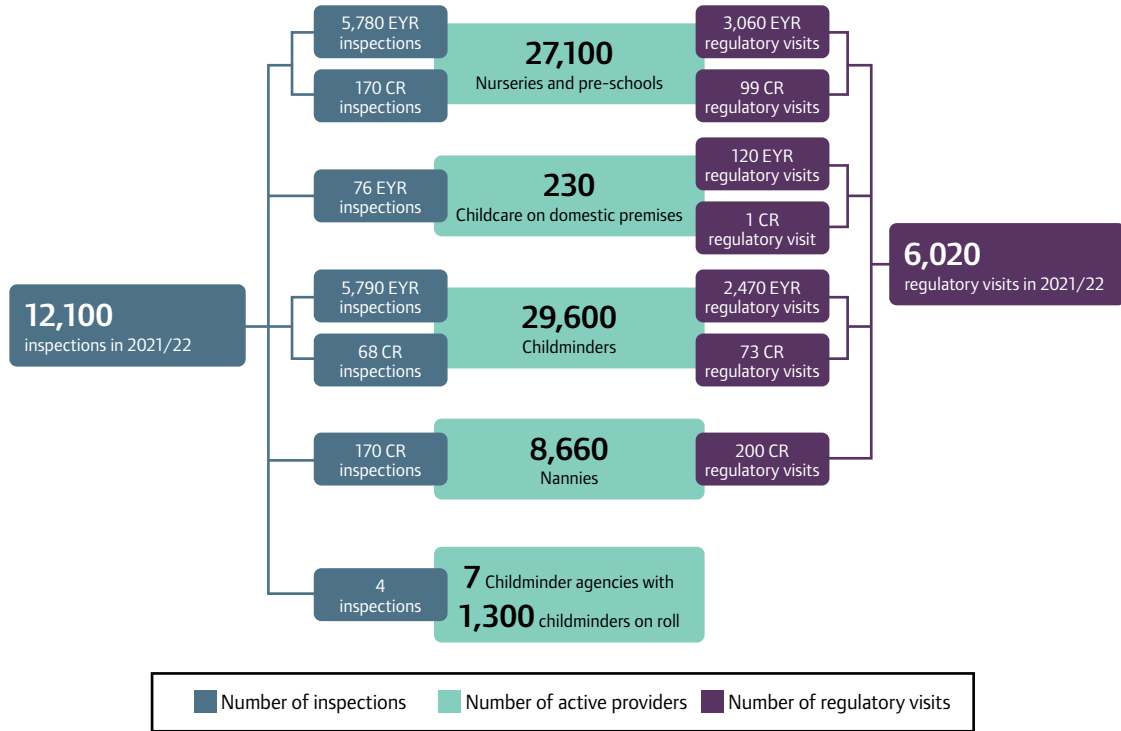 5,780 EYR
inspections
170 CR
inspections
27,100
Nurseries and pre-schools
3,060 EYR
regulatory visits
99 CR
regulatory visits
76 EYR
inspections
230
Childcare on domestic premises
120 EYR
regulatory visits
1 CR
regulatory visit
12,100
inspections in 2021/22
5,790 EYR
inspections
68 CR
inspections
29,600
Childminders
2,470 EYR
regulatory visits
73 CR
regulatory visits
6,020
regulatory visits in 2021/22
170 CR
inspections
8,660
Nannies
200 CR
regulatory visits
4
inspections
7 Childminder agencies with
1,300 childminders on roll
Number of inspections
Number of active providers
Number of regulatory visits